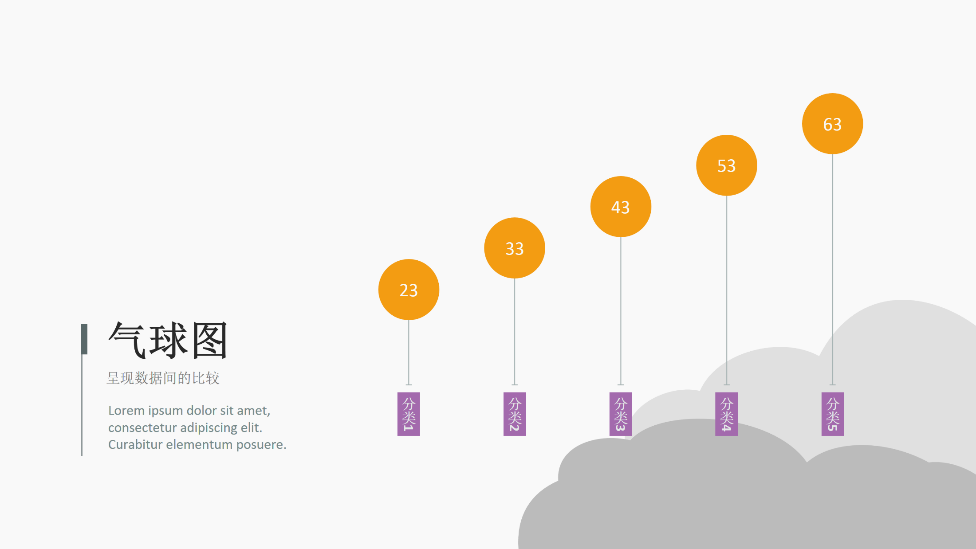 63
53
43
33
23
气球图
呈现数据间的比较
Lorem ipsum dolor sit amet,
consectetur adipiscing elit.
Curabitur elementum posuere.
分类1
分类2
分类3
分类4
分类5